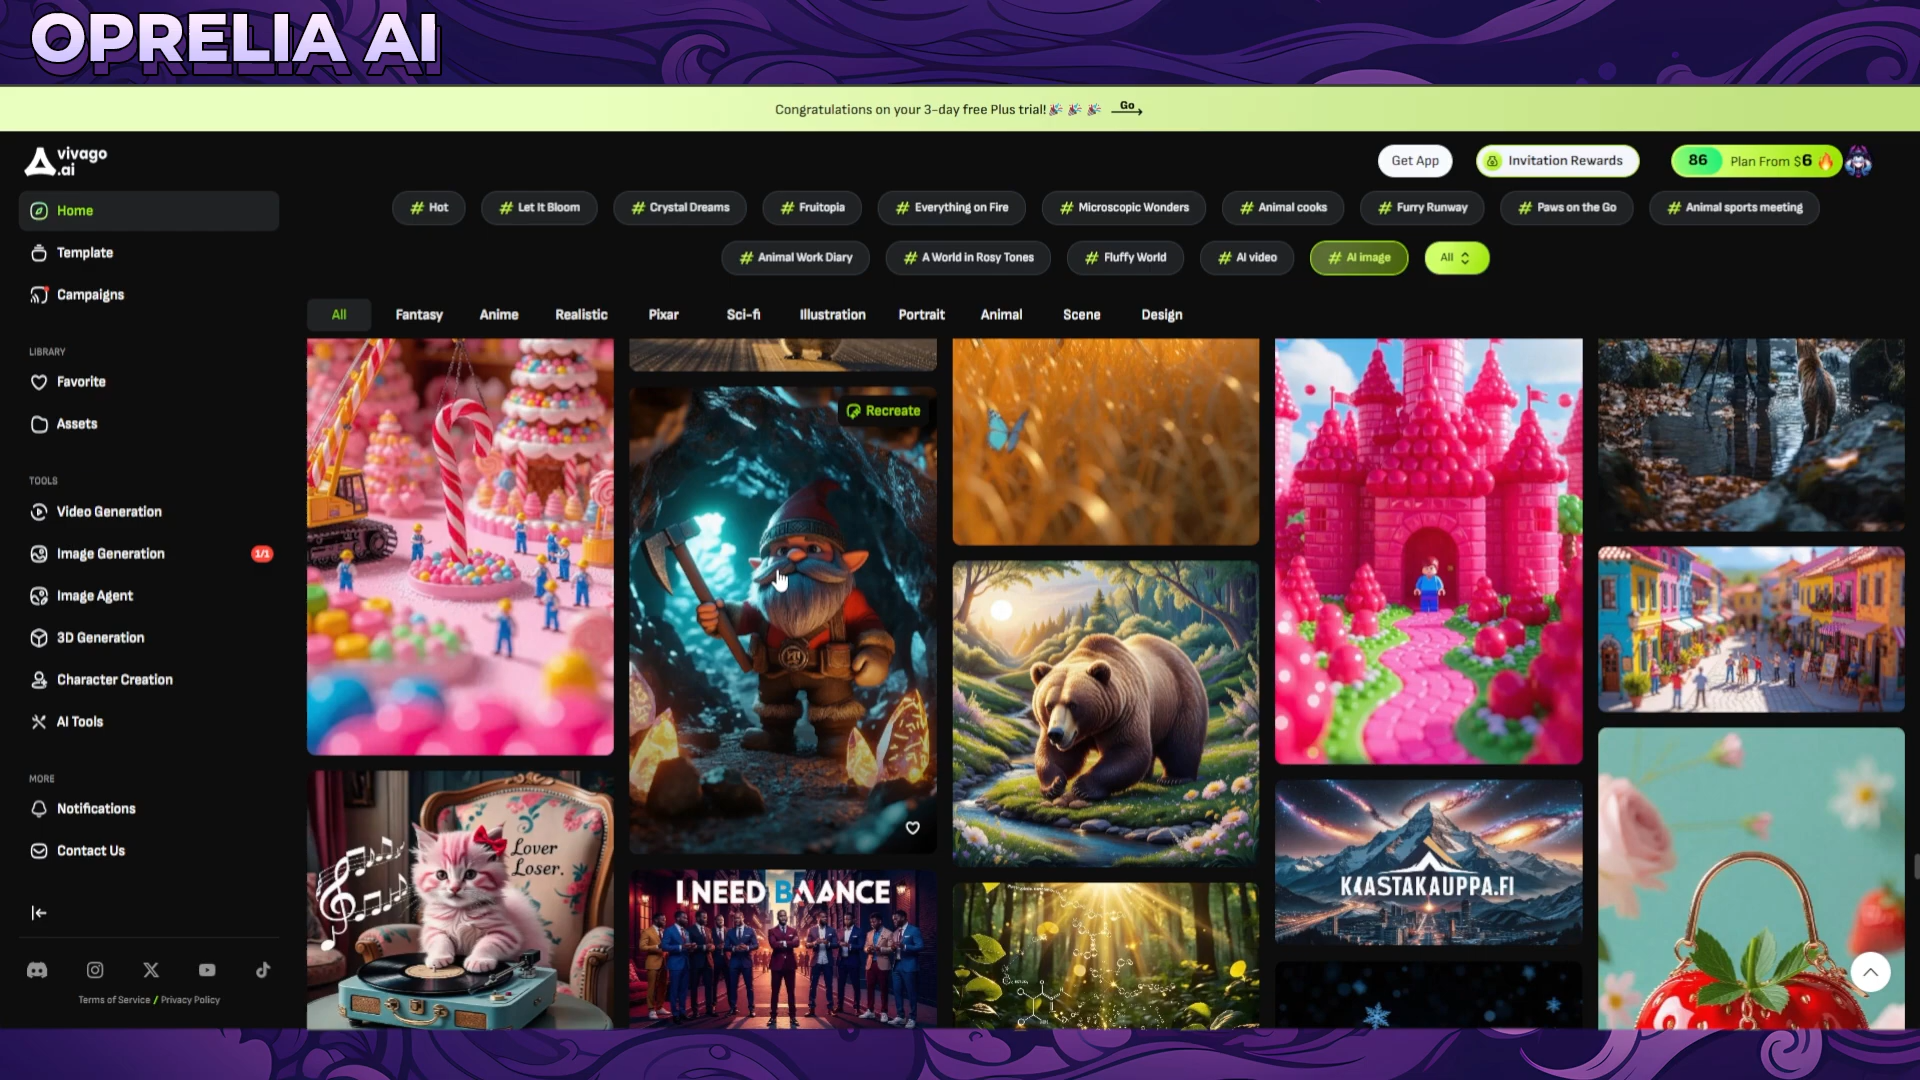 OPRELIA AI
Congratulations on your 3-day free Plus trial! Go
vivago
.ai
Get App
Invitation Rewards
86 Plan From $6
Home
Template
Campaigns
LIBRARY
Favorite
Assets
TOOLS
Video Generation
Image Generation 1/1
Image Agent
3D Generation
Character Creation
AI Tools
MORE
Notifications
Contact Us
Terms of Service / Privacy Policy
# Hot # Let It Bloom # Crystal Dreams # Fruitopia # Everything on Fire # Microscopic Wonders # Animal cooks # Furry Runway # Paws on the Go # Animal sports meeting
# Animal Work Diary # A World in Rosy Tones # Fluffy World # AI video # AI image All
All Fantasy Anime Realistic Pixar Sci-fi Illustration Portrait Animal Scene Design
Recreate
Lover
Loser.